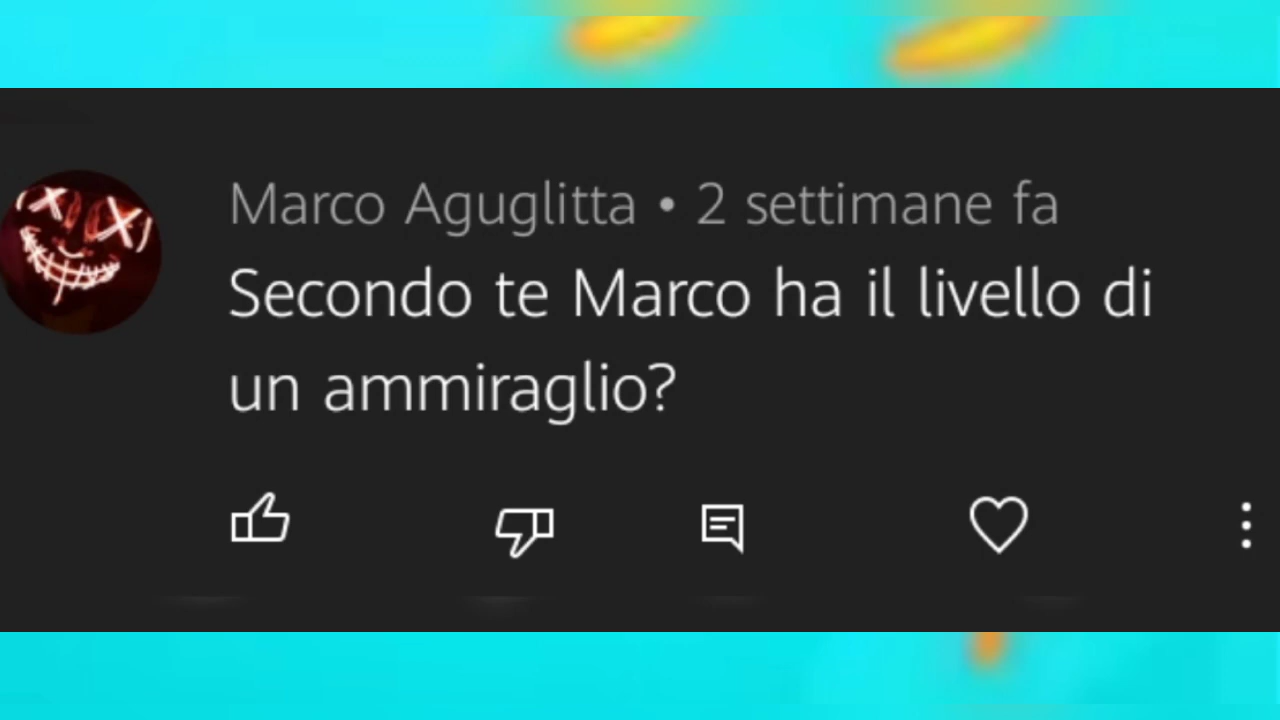 Marco Aguglitta • 2 settimane fa
Secondo te Marco ha il livello di
un ammiraglio?